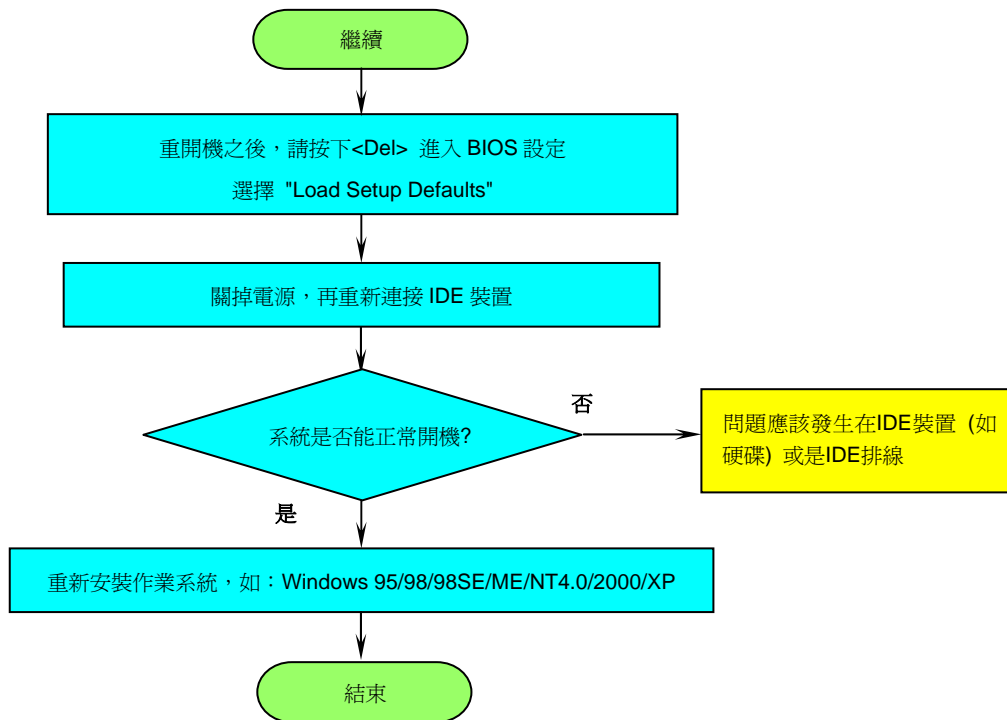 繼續
重開機之後，請按下<Del> 進入 BIOS 設定
選擇 "Load Setup Defaults"
關掉電源，再重新連接 IDE 裝置
系統是否能正常開機?
否
問題應該發生在IDE裝置 (如
硬碟) 或是IDE排線
是
重新安裝作業系統，如：Windows 95/98/98SE/ME/NT4.0/2000/XP
結束